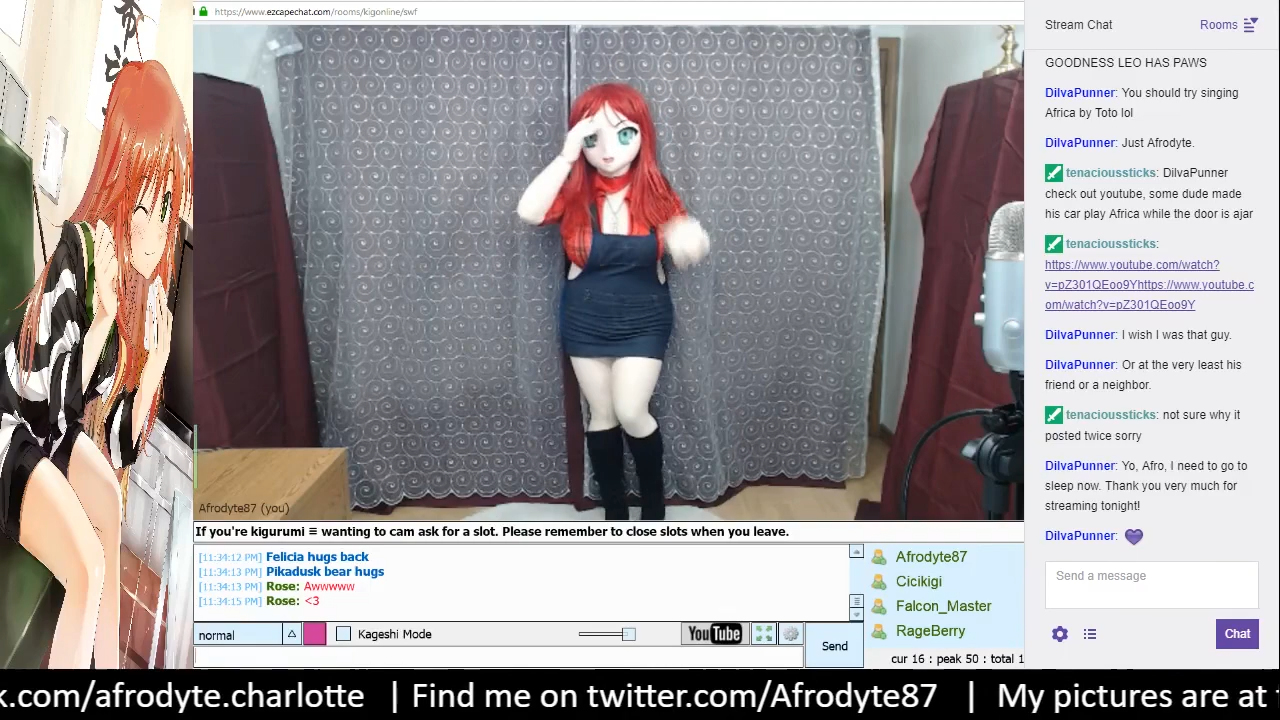 https://www.ezcapechat.com/rooms/kigonline/swf
Afrodyte87 (you)
If you're kigurumi ≡ wanting to cam ask for a slot. Please remember to close slots when you leave.
[11:34:12 PM] Felicia hugs back
[11:34:13 PM] Pikadusk bear hugs
[11:34:13 PM] Rose: Awwwww
[11:34:15 PM] Rose: <3
normal
Kageshi Mode
YouTube
Send
Afrodyte87
Cicikigi
Falcon_Master
RageBerry
cur 16 : peak 50 : total 1
Stream Chat
Rooms
GOODNESS LEO HAS PAWS
DilvaPunner: You should try singing
Africa by Toto lol
DilvaPunner: Just Afrodyte.
tenacioussticks: DilvaPunner
check out youtube, some dude made
his car play Africa while the door is ajar
tenacioussticks:
https://www.youtube.com/watch?
v=pZ301QEoo9Yhttps://www.youtube.c
om/watch?v=pZ301QEoo9Y
DilvaPunner: I wish I was that guy.
DilvaPunner: Or at the very least his
friend or a neighbor.
tenacioussticks: not sure why it
posted twice sorry
DilvaPunner: Yo, Afro, I need to go to
sleep now. Thank you very much for
streaming tonight!
DilvaPunner: 💜
Send a message
Chat
k.com/afrodyte.charlotte | Find me on twitter.com/Afrodyte87 | My pictures are at